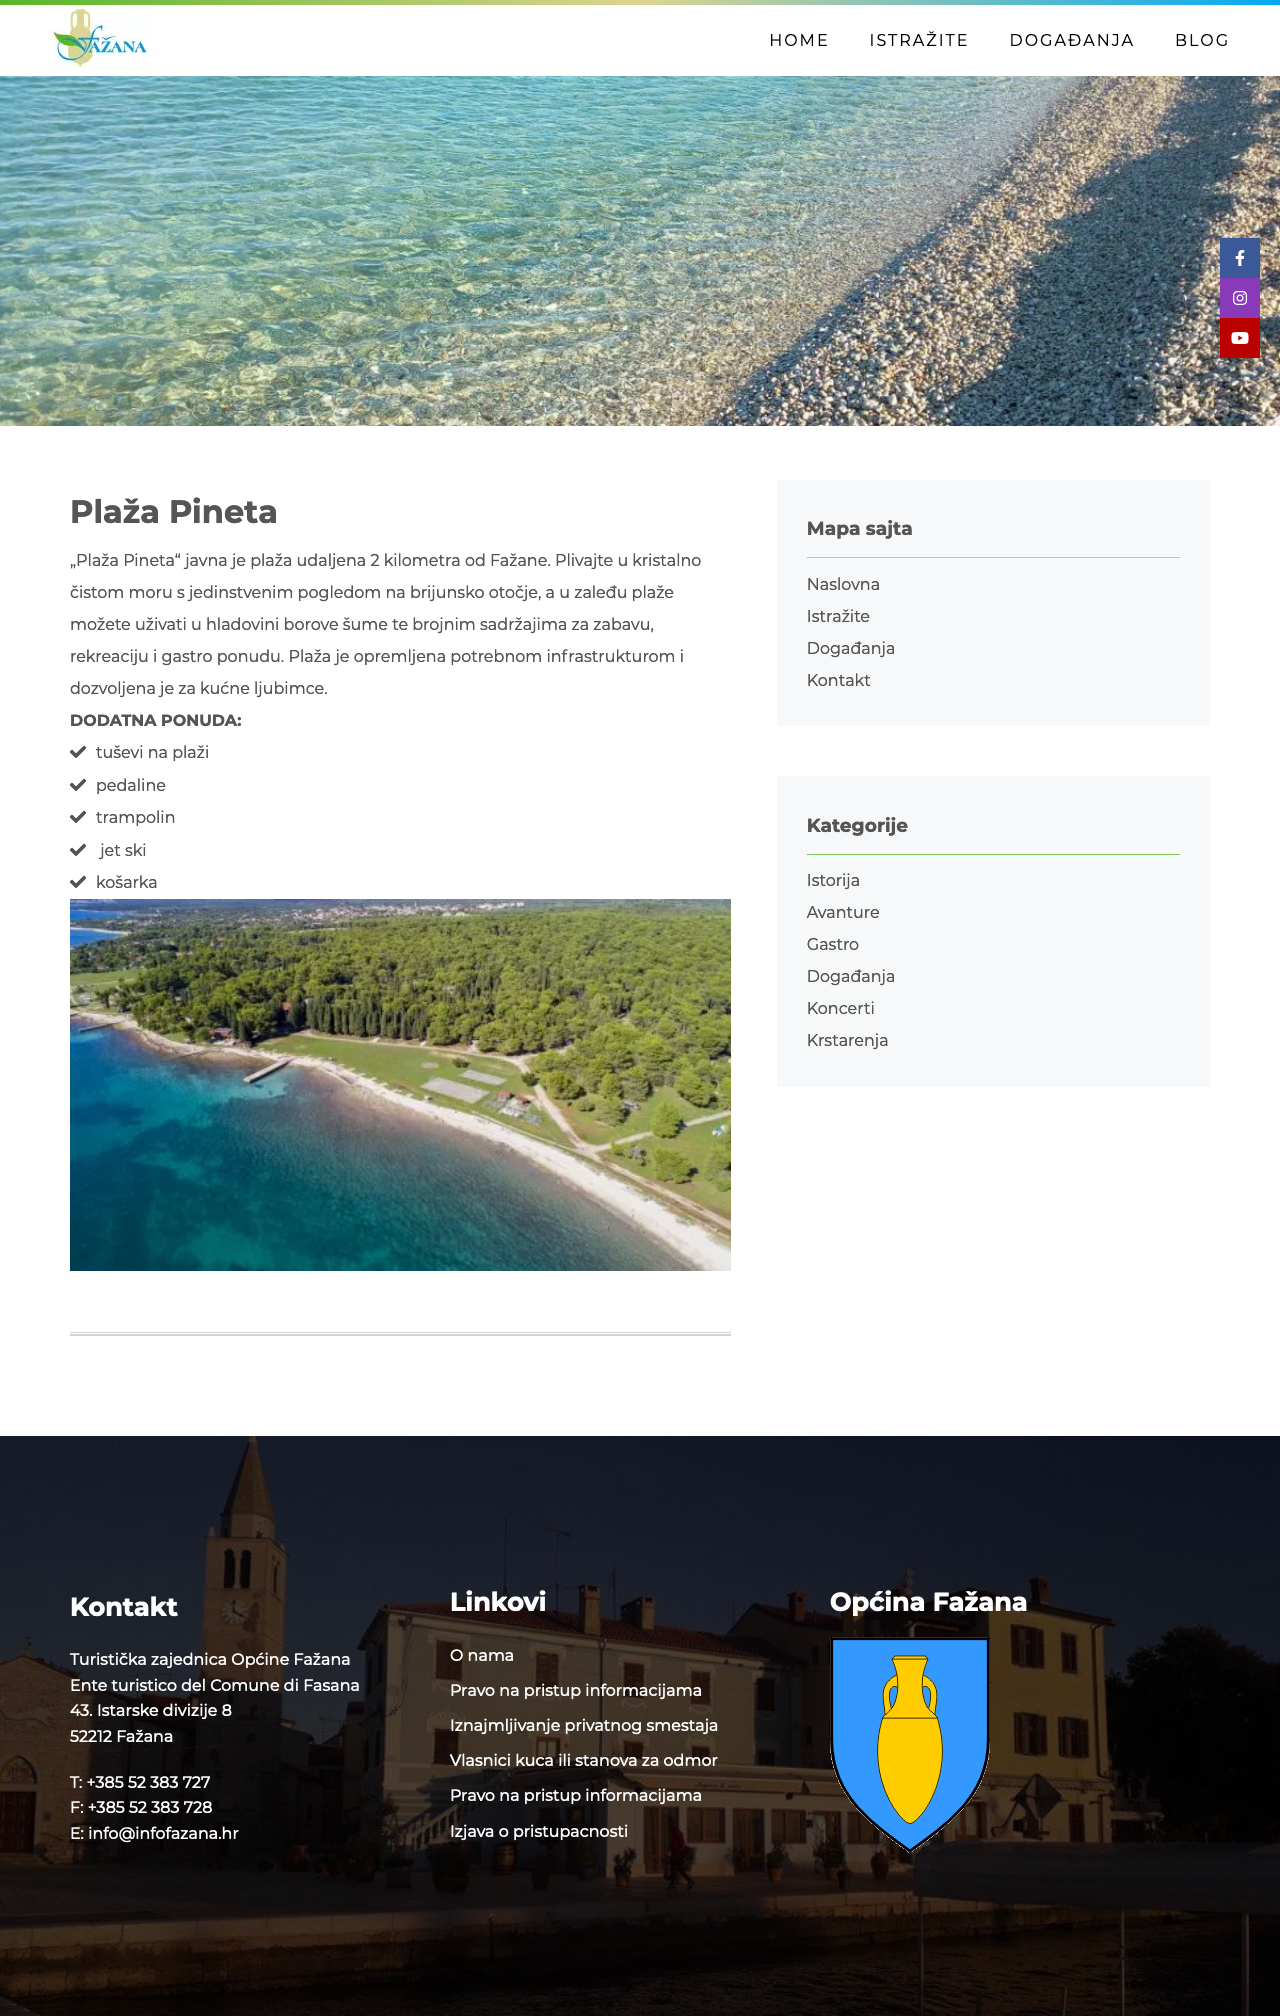 FAŽANA
HOME ISTRAŽITE DOGAĐANJA BLOG
Plaža Pineta
„Plaža Pineta“ javna je plaža udaljena 2 kilometra od Fažane. Plivajte u kristalno
čistom moru s jedinstvenim pogledom na brijunsko otočje, a u zaleđu plaže
možete uživati u hladovini borove šume te brojnim sadržajima za zabavu,
rekreaciju i gastro ponudu. Plaža je opremljena potrebnom infrastrukturom i
dozvoljena je za kućne ljubimce.
DODATNA PONUDA:
tuševi na plaži
pedaline
trampolin
jet ski
košarka
Mapa sajta
Naslovna
Istražite
Događanja
Kontakt
Kategorije
Istorija
Avanture
Gastro
Događanja
Koncerti
Krstarenja
Kontakt
Turistička zajednica Općine Fažana
Ente turistico del Comune di Fasana
43. Istarske divizije 8
52212 Fažana
T: +385 52 383 727
F: +385 52 383 728
E: info@infofazana.hr
Linkovi
O nama
Pravo na pristup informacijama
Iznajmljivanje privatnog smestaja
Vlasnici kuca ili stanova za odmor
Pravo na pristup informacijama
Izjava o pristupacnosti
Općina Fažana